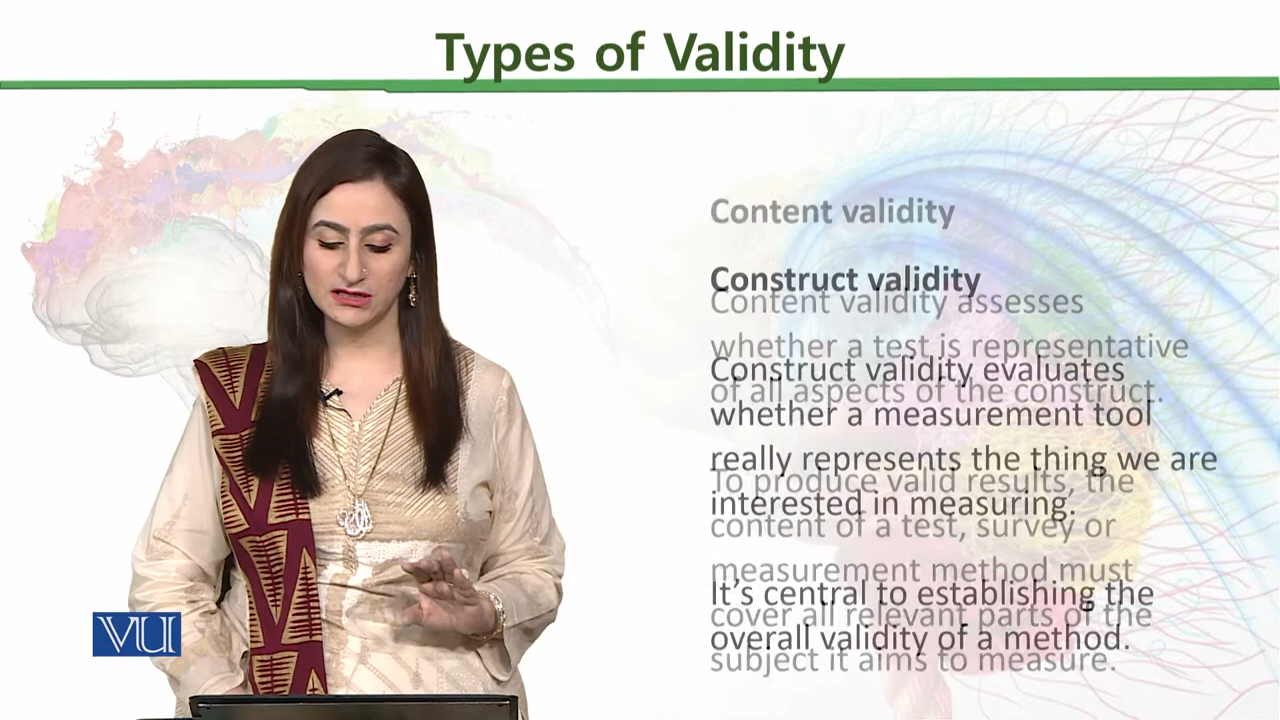 Types of Validity
Content validity
Construct validity
Content validity assesses
whether a test is representative
Construct validity evaluates
of all aspects of the construct.
whether a measurement tool
really represents the thing we are
To produce valid results, the
interested in measuring.
content of a test, survey or
measurement method must
It’s central to establishing the
cover all relevant parts of the
overall validity of a method.
subject it aims to measure.
VU